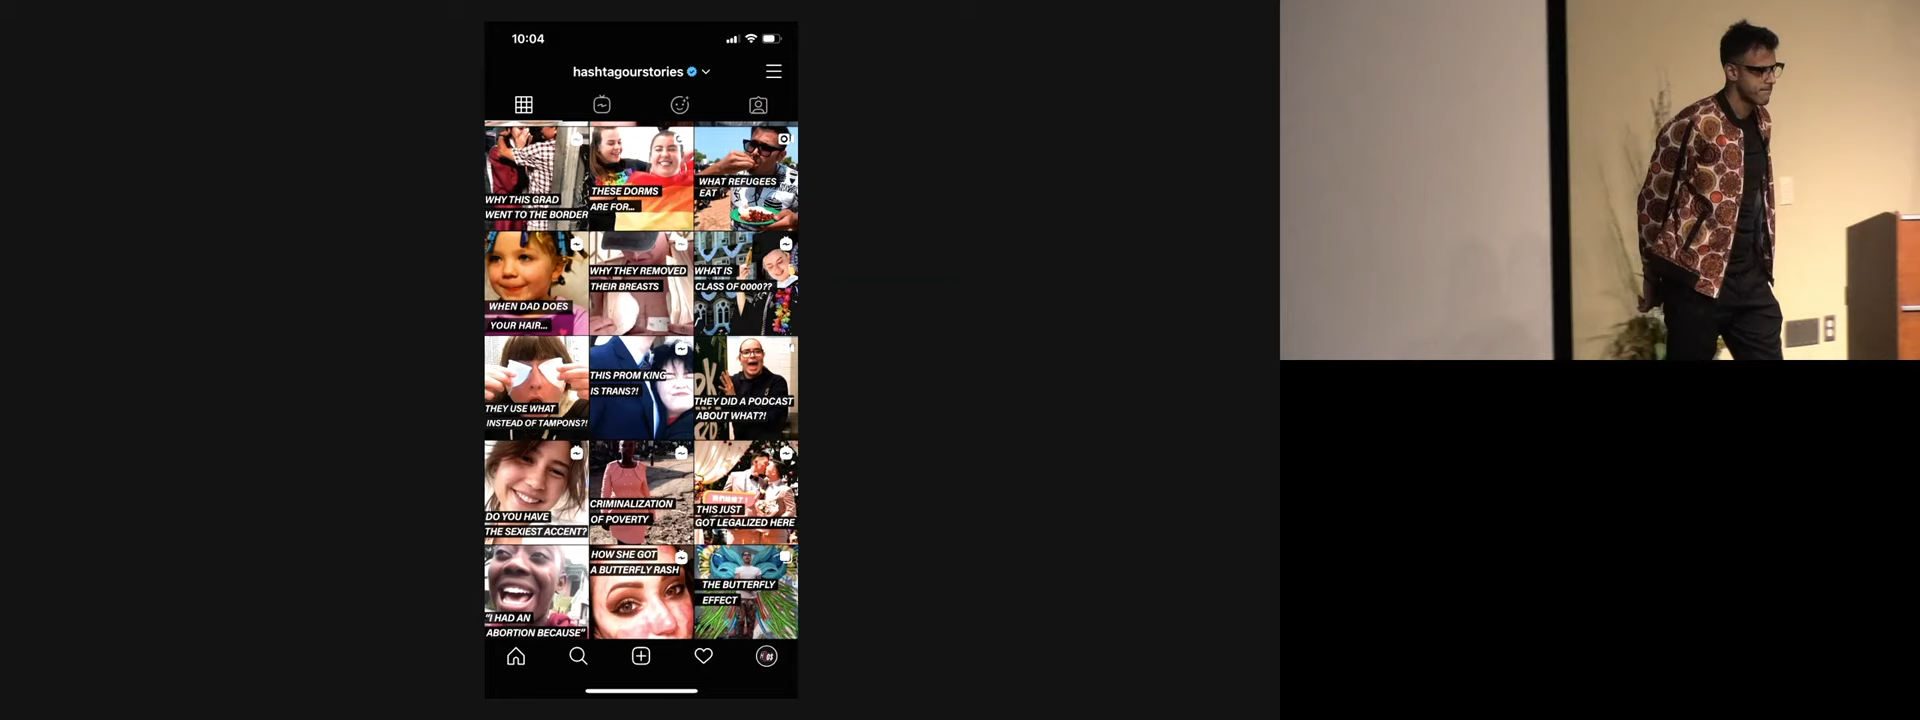 10:04
hashtagourstories
WHY THIS GRAD
WENT TO THE BORDER
THESE DORMS
ARE FOR...
WHAT REFUGEES
EAT
WHEN DAD DOES
YOUR HAIR...
WHY THEY REMOVED
THEIR BREASTS
WHAT IS
CLASS OF 0000??
THEY USE WHAT
INSTEAD OF TAMPONS?!
THIS PROM KING
IS TRANS?!
THEY DID A PODCAST
ABOUT WHAT?!
DO YOU HAVE
THE SEXIEST ACCENT?
CRIMINALIZATION
OF POVERTY
THIS JUST
GOT LEGALIZED HERE
"I HAD AN
ABORTION BECAUSE"
HOW SHE GOT
A BUTTERFLY RASH
THE BUTTERFLY
EFFECT